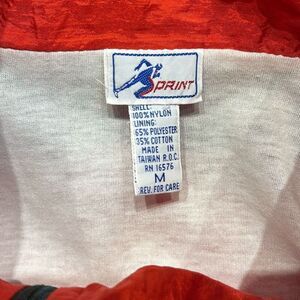 SPRINT
SHELL:
100% NYLON
LINING:
65% POLYESTER
35% COTTON
MADE IN
TAIWAN R.O.C.
RN 16576
M
REV. FOR CARE